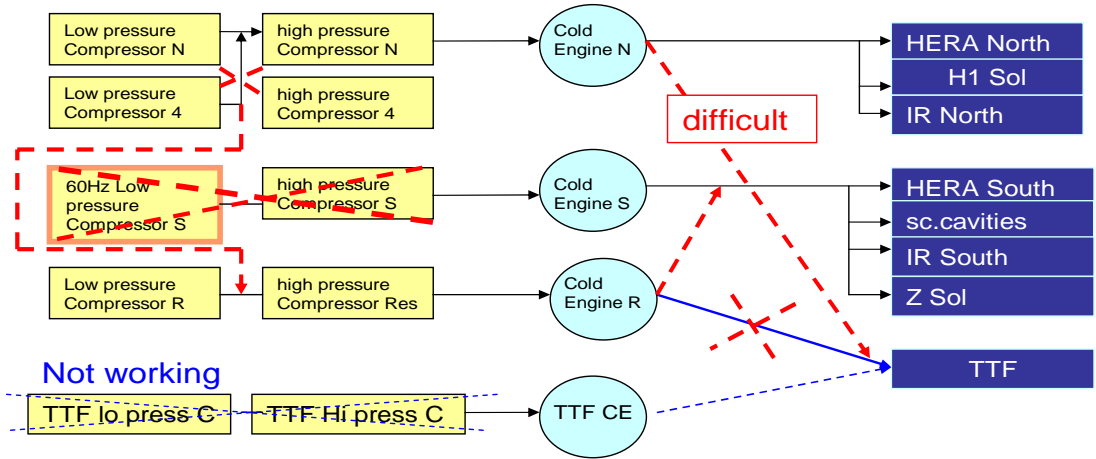 Low pressure
Compressor N
high pressure
Compressor N
Cold
Engine N
HERA North
H1 Sol
IR North
Low pressure
Compressor 4
high pressure
Compressor 4
difficult
60Hz Low
pressure
Compressor S
high pressure
Compressor S
Cold
Engine S
HERA South
sc.cavities
IR South
Z Sol
Low pressure
Compressor R
high pressure
Compressor Res
Cold
Engine R
TTF
Not working
TTF lo press C
TTF Hi press C
TTF CE